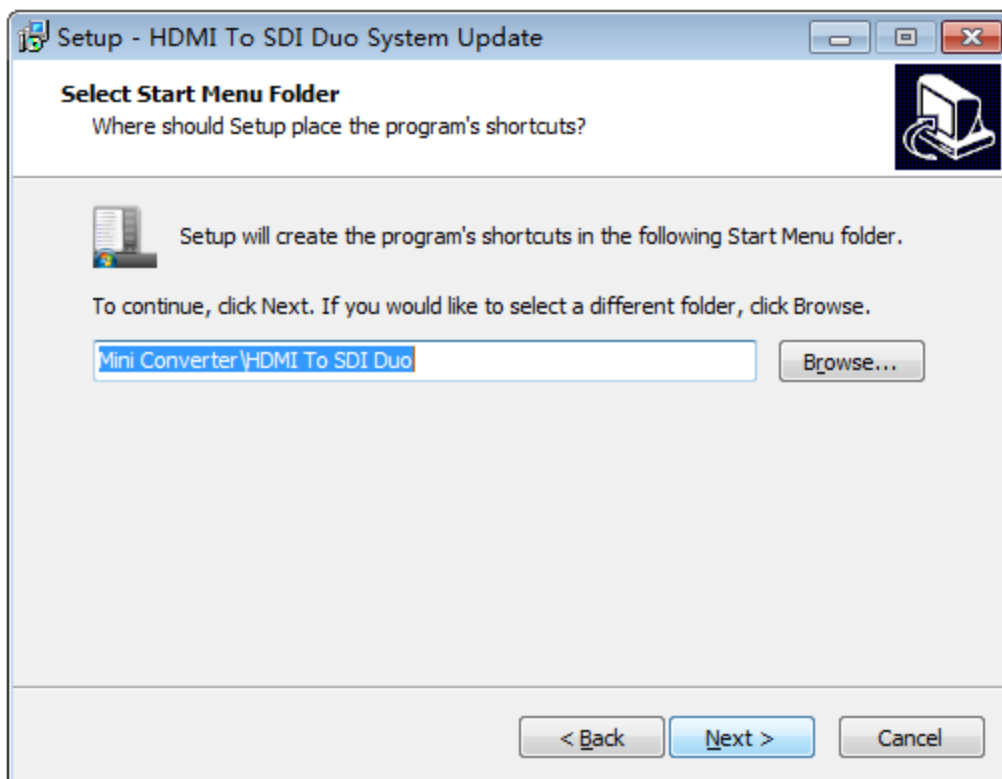 Setup - HDMI To SDI Duo System Update
Select Start Menu Folder
Where should Setup place the program's shortcuts?
Setup will create the program's shortcuts in the following Start Menu folder.
To continue, click Next. If you would like to select a different folder, click Browse.
Mini Converter\HDMI To SDI Duo
Browse...
< Back
Next >
Cancel